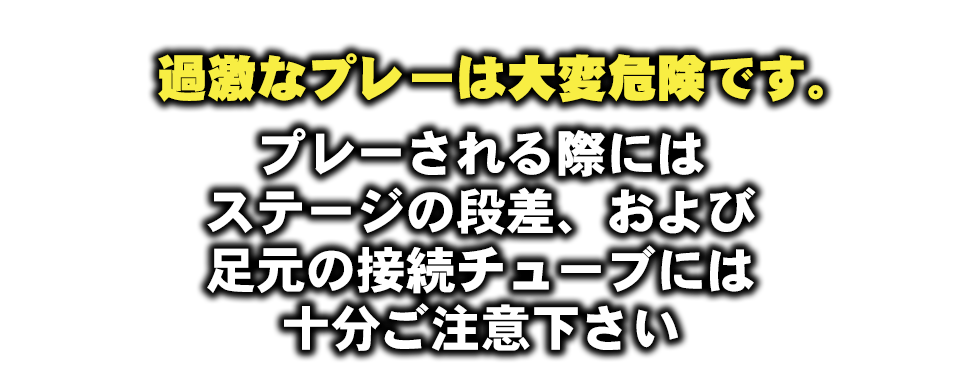 過激なプレーは大変危険です。
プレーされる際には
ステージの段差、および
足元の接続チューブには
十分ご注意下さい